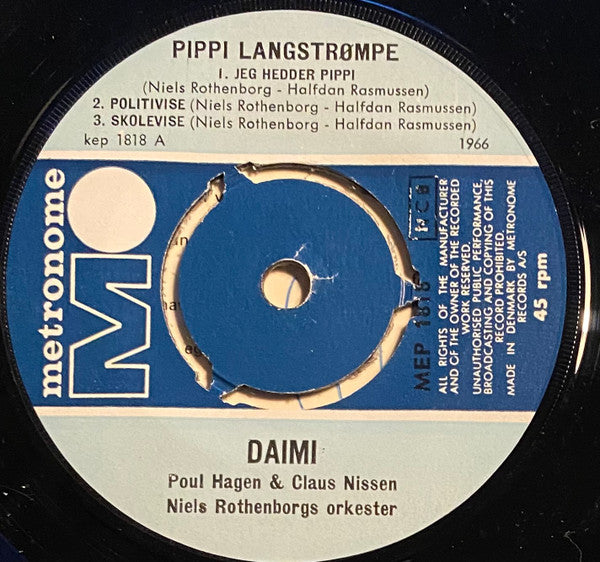 PIPPI LANGSTRØMPE
1. JEG HEDDER PIPPI
(Niels Rothenborg - Halfdan Rasmussen)
2. POLITIVISE (Niels Rothenborg - Halfdan Rasmussen)
3. SKOLEVISE (Niels Rothenborg - Halfdan Rasmussen)
kep 1818 A
1966
metronome
M
MEP 1818
NCB
ALL RIGHTS OF THE MANUFACTURER
AND OF THE OWNER OF THE RECORDED
WORK RESERVED.
UNAUTHORISED PUBLIC PERFORMANCE,
BROADCASTING AND COPYING OF THIS
RECORD PROHIBITED.
MADE IN DENMARK BY METRONOME
RECORDS A/S
45 rpm
DAIMI
Poul Hagen & Claus Nissen
Niels Rothenborgs orkester